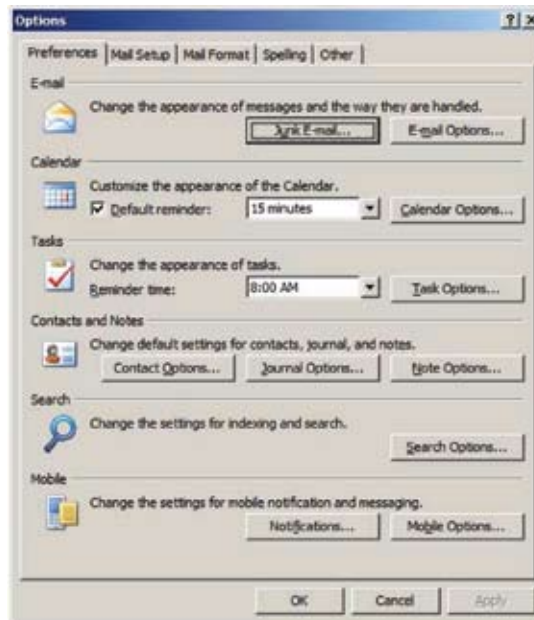 Options
Preferences Mail Setup Mail Format Spelling Other
E-mail
Change the appearance of messages and the way they are handled.
Junk E-mail... E-mail Options...
Calendar
Customize the appearance of the Calendar.
Default reminder: 15 minutes Calendar Options...
Tasks
Change the appearance of tasks.
Reminder time: 8:00 AM Task Options...
Contacts and Notes
Change default settings for contacts, journal, and notes.
Contact Options... Journal Options... Note Options...
Search
Change the settings for indexing and search.
Search Options...
Mobile
Change the settings for mobile notification and messaging.
Notifications... Mobile Options...
OK Cancel Apply